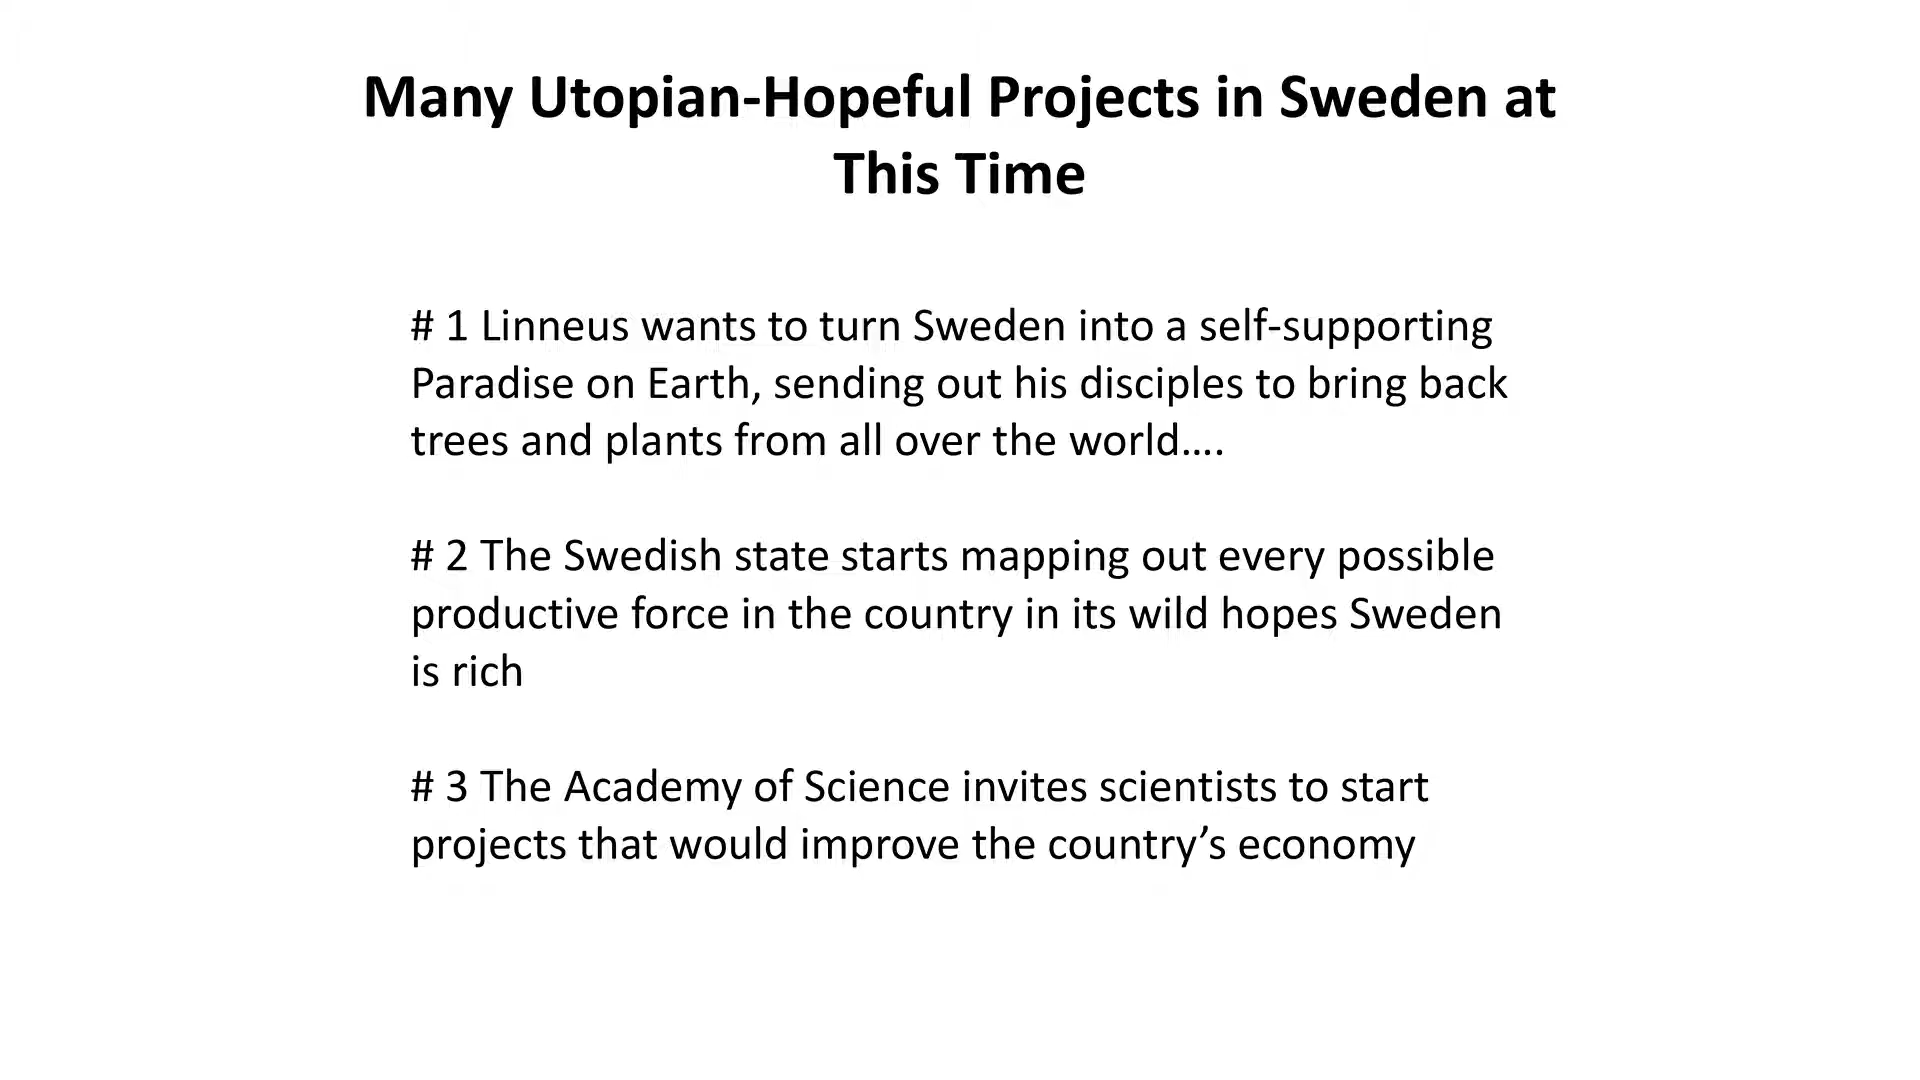 Many Utopian-Hopeful Projects in Sweden at
This Time
# 1 Linneus wants to turn Sweden into a self-supporting
Paradise on Earth, sending out his disciples to bring back
trees and plants from all over the world....
# 2 The Swedish state starts mapping out every possible
productive force in the country in its wild hopes Sweden
is rich
# 3 The Academy of Science invites scientists to start
projects that would improve the country’s economy